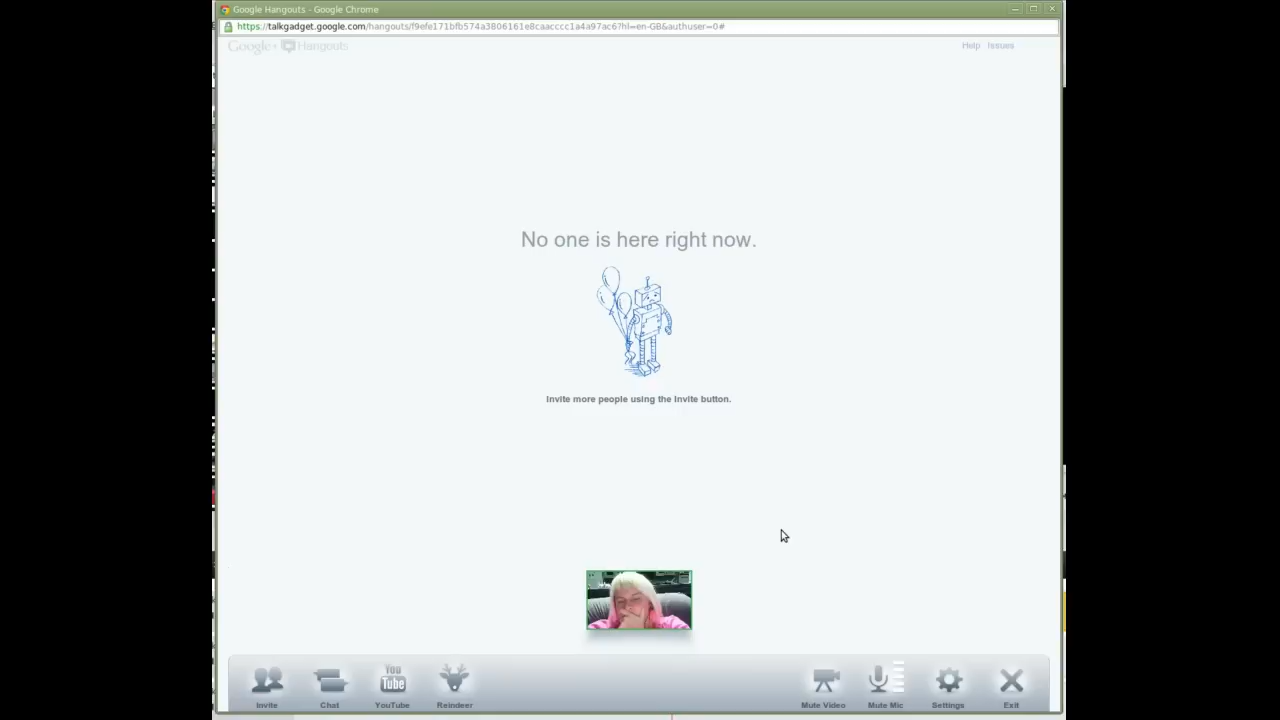 Google Hangouts - Google Chrome
https://talkgadget.google.com/hangouts/f9efe171bfb574a3806161e8caacccc1a4a97ac6?hl=en-GB&authuser=0#
Google+ Hangouts
Help Issues
No one is here right now.
Invite more people using the Invite button.
You
Tube
Invite Chat YouTube Reindeer Mute Video Mute Mic Settings Exit